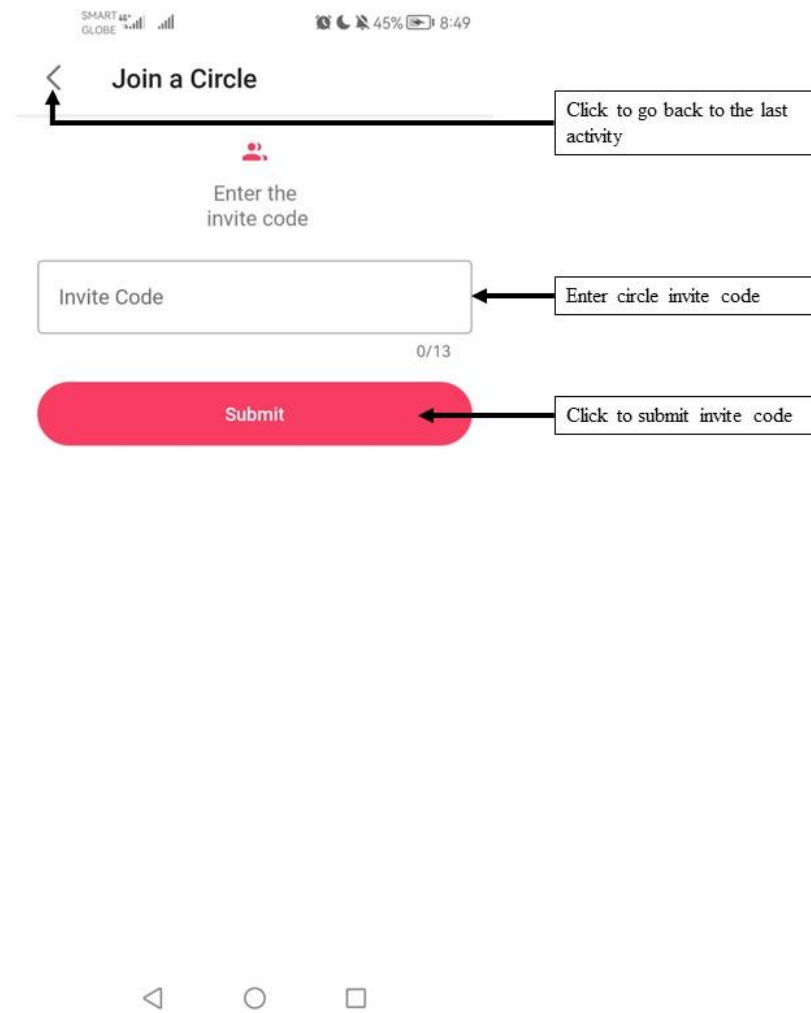 SMART
GLOBE
45% 8:49
Join a Circle
Click to go back to the last
activity
Enter the
invite code
Invite Code
Enter circle invite code
0/13
Submit
Click to submit invite code